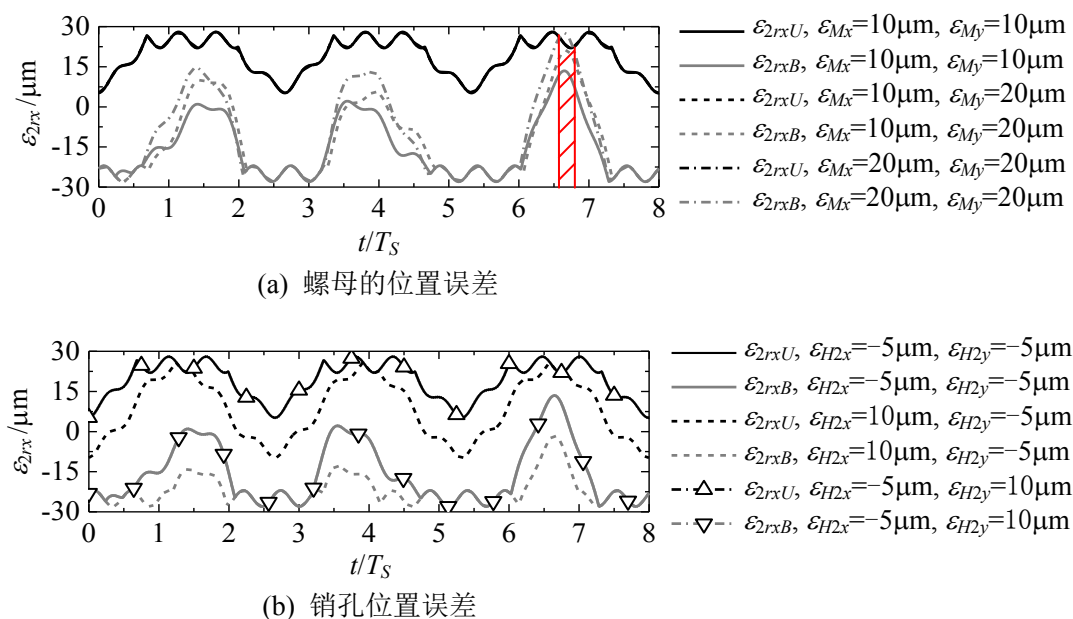 30
15
0
-15
-30
ε2rx /μm
0 1 2 3 4 5 6 7 8
t/TS
ε2rxU, εMx=10μm, εMy=10μm
ε2rxB, εMx=10μm, εMy=10μm
ε2rxU, εMx=10μm, εMy=20μm
ε2rxB, εMx=10μm, εMy=20μm
ε2rxU, εMx=20μm, εMy=20μm
ε2rxB, εMx=20μm, εMy=20μm
(a) 螺母的位置误差
30
15
0
-15
-30
ε2rx /μm
0 1 2 3 4 5 6 7 8
t/TS
ε2rxU, εH2x=−5μm, εH2y=−5μm
ε2rxB, εH2x=−5μm, εH2y=−5μm
ε2rxU, εH2x=10μm, εH2y=−5μm
ε2rxB, εH2x=10μm, εH2y=−5μm
ε2rxU, εH2x=−5μm, εH2y=10μm
ε2rxB, εH2x=−5μm, εH2y=10μm
(b) 销孔位置误差